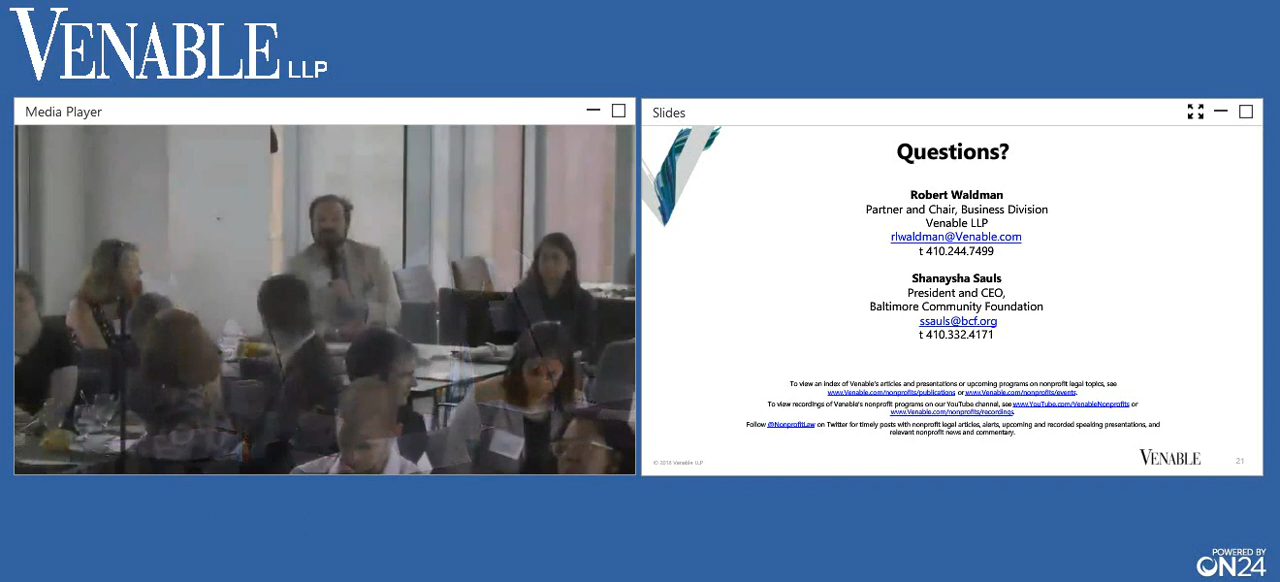 VENABLE LLP
Media Player
Slides
Questions?
Robert Waldman
Partner and Chair, Business Division
Venable LLP
rlwaldman@Venable.com
t 410.244.7499
Shanaysha Sauls
President and CEO,
Baltimore Community Foundation
ssauls@bcf.org
t 410.332.4171
To view an index of Venable's articles and presentations or upcoming programs on nonprofit legal topics, see
www.Venable.com/nonprofits/publications or www.Venable.com/nonprofits/events.
To view recordings of Venable's nonprofit programs on our YouTube channel, see www.YouTube.com/VenableNonprofits or
www.Venable.com/nonprofits/recordings.
Follow @NonprofitLaw on Twitter for timely posts with nonprofit legal articles, alerts, upcoming and recorded speaking presentations, and
relevant nonprofit news and commentary.
© 2018 Venable LLP
VENABLE
21
POWERED BY
ON24